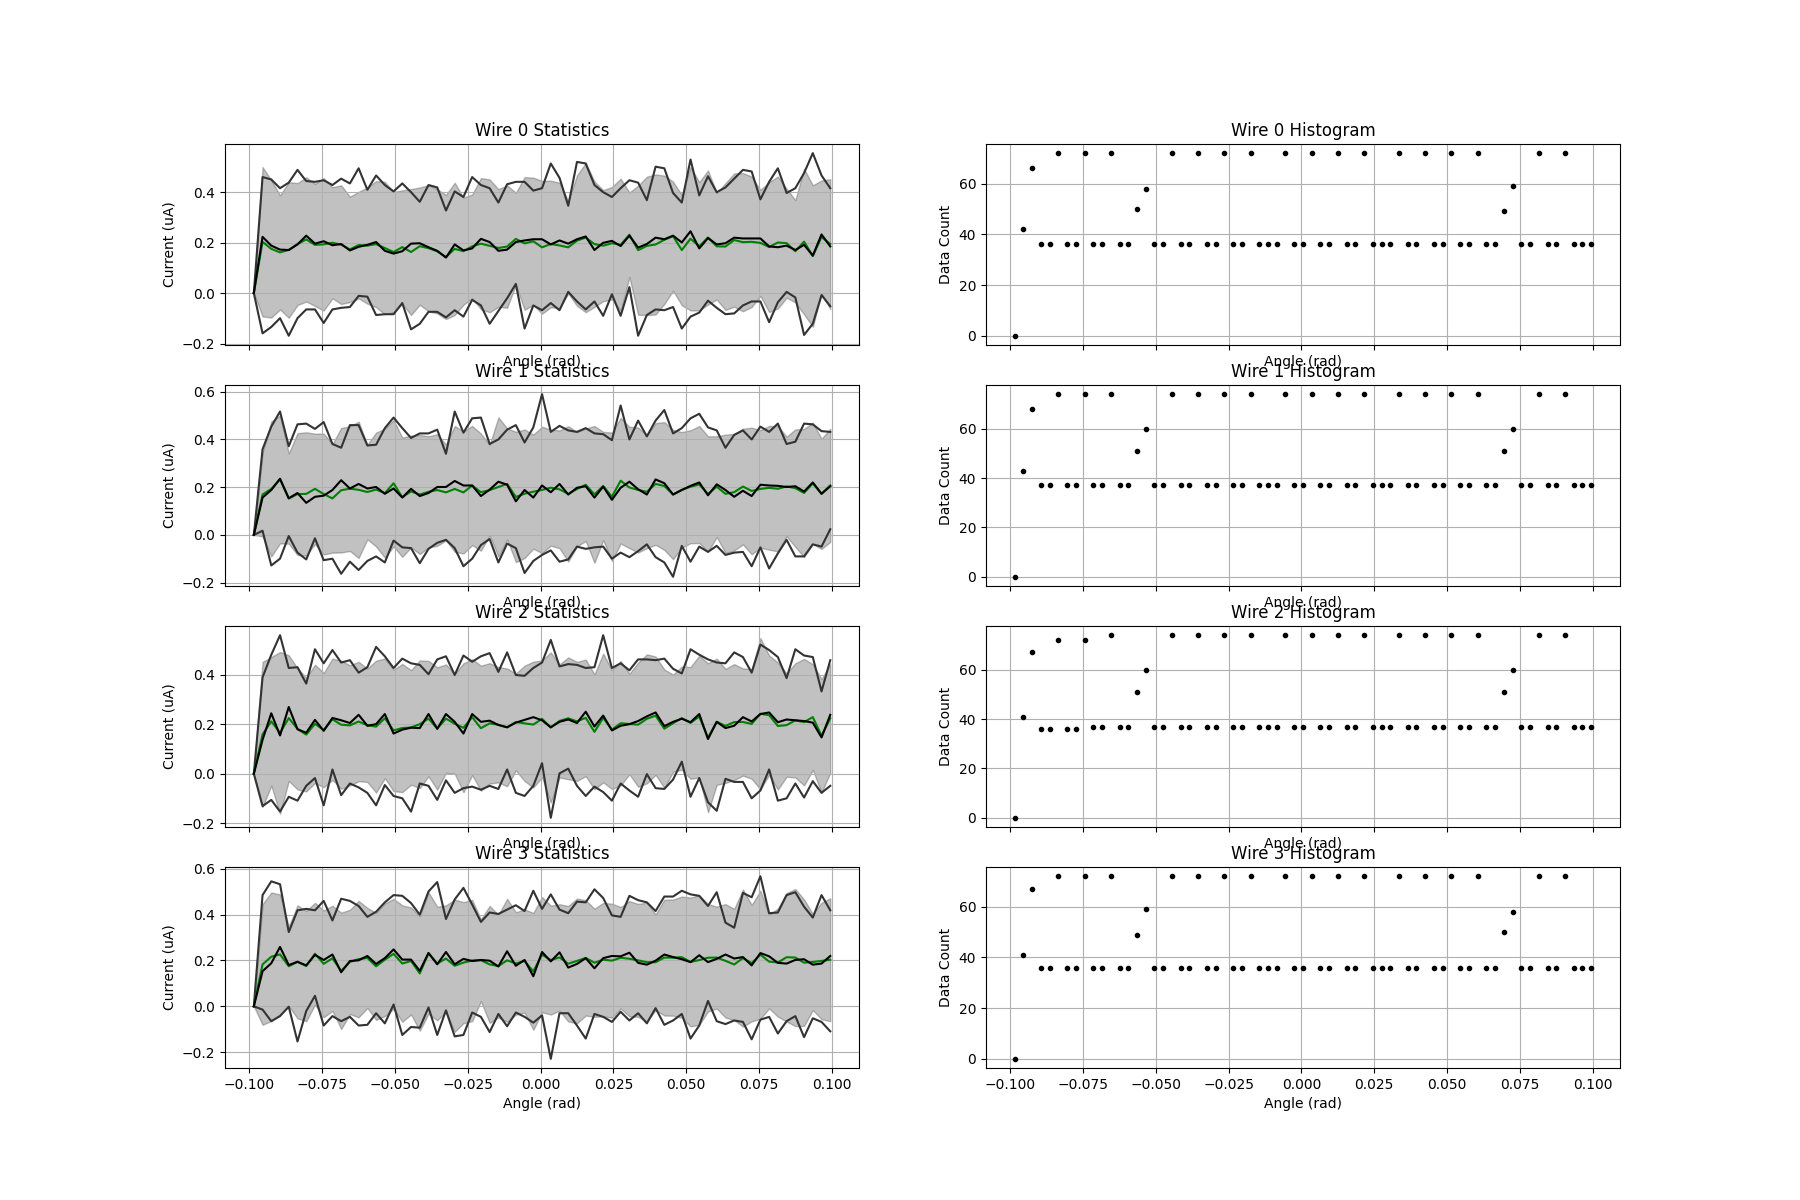 Wire 0 Statistics
Current (uA)
0.4
0.2
0.0
−0.2
Angle (rad)
Wire 0 Histogram
Data Count
60
40
20
0
Angle (rad)
Wire 1 Statistics
Current (uA)
0.6
0.4
0.2
0.0
−0.2
Angle (rad)
Wire 1 Histogram
Data Count
60
40
20
0
Angle (rad)
Wire 2 Statistics
Current (uA)
0.4
0.2
0.0
−0.2
Angle (rad)
Wire 2 Histogram
Data Count
60
40
20
0
Angle (rad)
Wire 3 Statistics
Current (uA)
0.6
0.4
0.2
0.0
−0.2
−0.100 −0.075 −0.050 −0.025 0.000 0.025 0.050 0.075 0.100
Angle (rad)
Wire 3 Histogram
Data Count
60
40
20
0
−0.100 −0.075 −0.050 −0.025 0.000 0.025 0.050 0.075 0.100
Angle (rad)